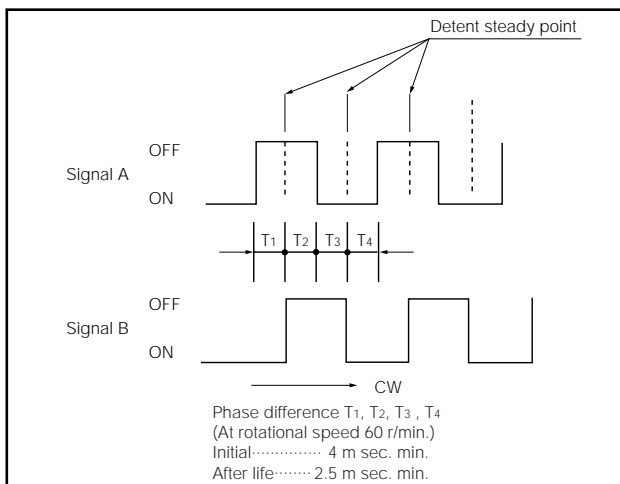 Detent steady point
OFF
Signal A
ON
T1 T2 T3 T4
OFF
Signal B
ON
CW
Phase difference T1, T2, T3 , T4
(At rotational speed 60 r/min.)
Initial··············· 4 m sec. min.
After life········ 2.5 m sec. min.